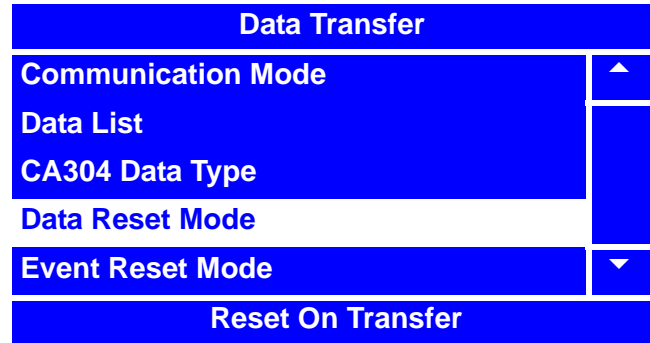 Data Transfer
Communication Mode
Data List
CA304 Data Type
Data Reset Mode
Event Reset Mode
Reset On Transfer